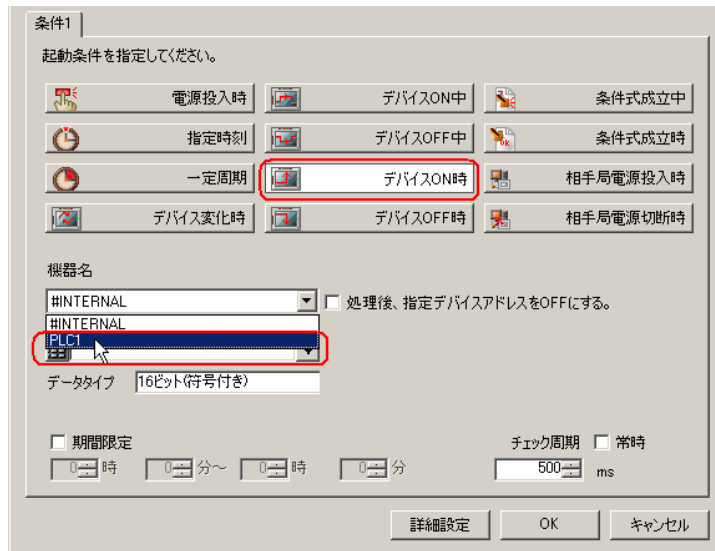 条件1
起動条件を指定してください。
電源投入時 デバイスON中 条件式成立中
指定時刻 デバイスOFF中 条件式成立時
一定周期 デバイスON時 相手局電源投入時
デバイス変化時 デバイスOFF時 相手局電源切断時
機器名
#INTERNAL 処理後、指定デバイスアドレスをOFFにする。
#INTERNAL
PLC1
データタイプ 16ビット(符号付き)
期間限定 チェック周期 常時
0 時 0 分～ 0 時 0 分 500 ms
詳細設定 OK キャンセル